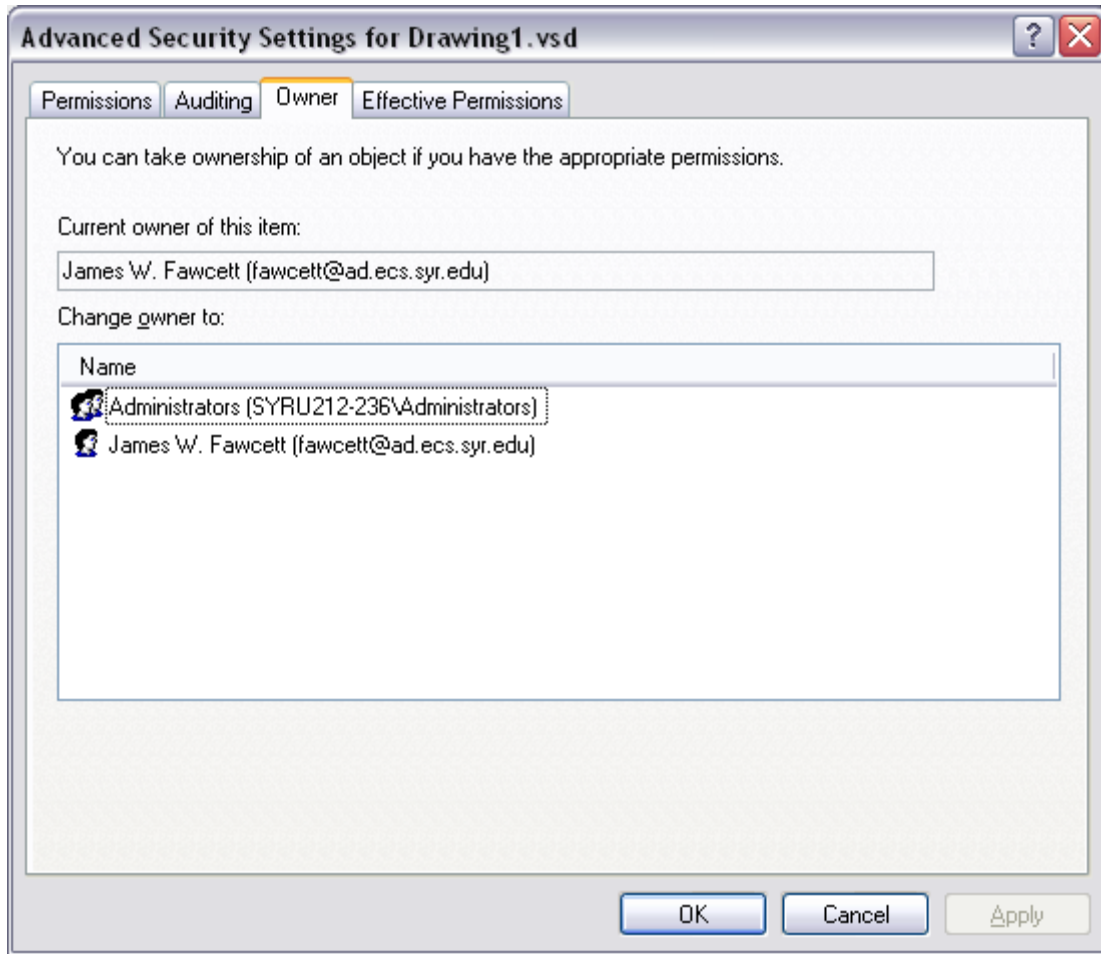 Advanced Security Settings for Drawing1.vsd
Permissions Auditing Owner Effective Permissions
You can take ownership of an object if you have the appropriate permissions.
Current owner of this item:
James W. Fawcett (fawcett@ad.ecs.syr.edu)
Change owner to:
Name
Administrators (SYRU212-236\Administrators)
James W. Fawcett (fawcett@ad.ecs.syr.edu)
OK Cancel Apply